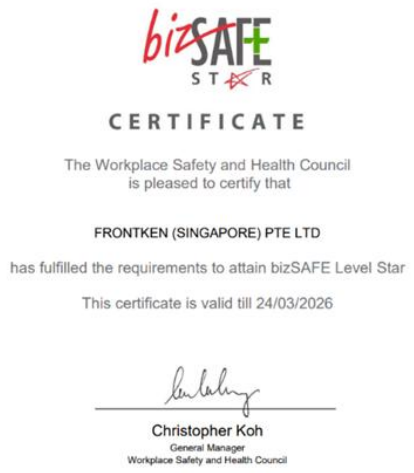 bizSAFE
STAR
CERTIFICATE
The Workplace Safety and Health Council
is pleased to certify that
FRONTKEN (SINGAPORE) PTE LTD
has fulfilled the requirements to attain bizSAFE Level Star
This certificate is valid till 24/03/2026
Christopher Koh
General Manager
Workplace Safety and Health Council